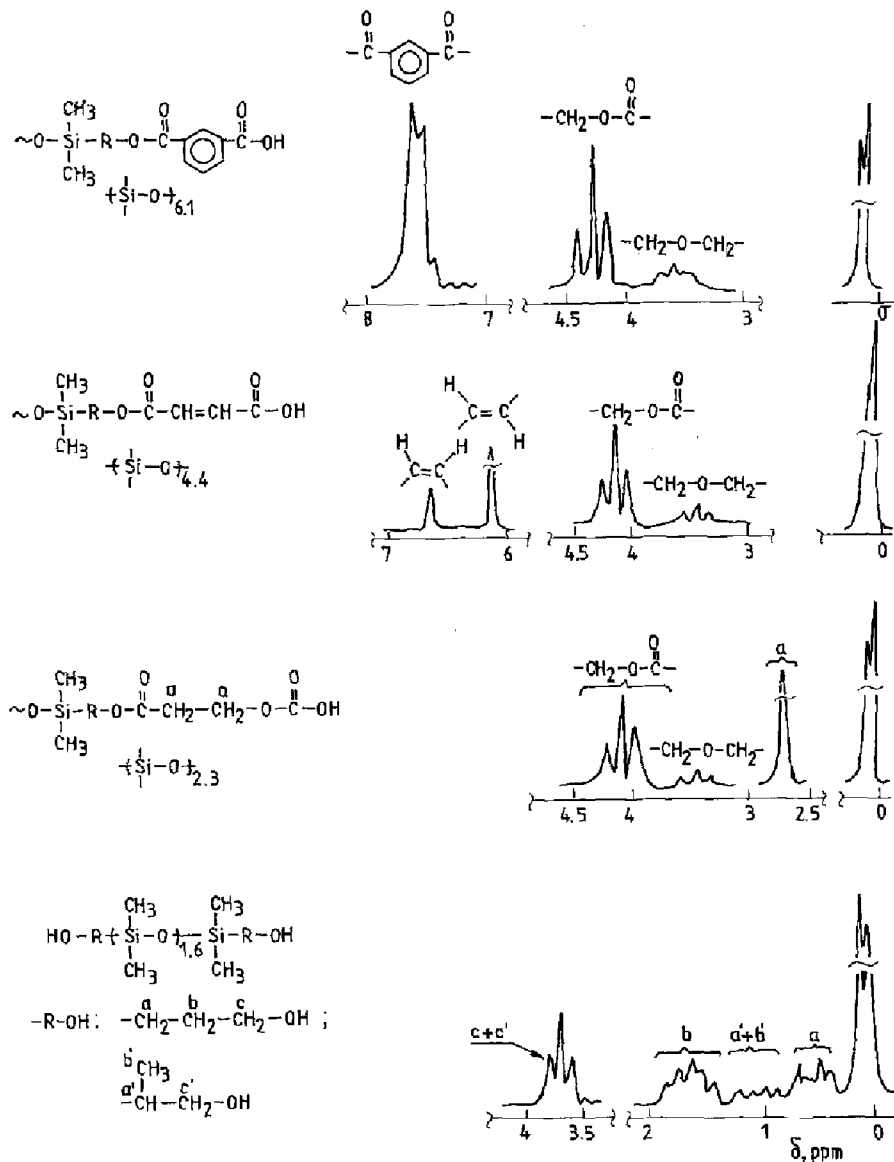 O O
—C C—
CH3 O O
~O—Si—R—O—C C—OH
CH3
(Si—O)6.1
—CH2—O—C—
O
—CH2—O—CH2—
8 7 4.5 4 3 0
CH3 O O
~O—Si—R—O—C—CH=CH—C—OH
CH3
(Si—O)4.4
H
C=C
H
H H
C=C
O
—CH2—O—C—
—CH2—O—CH2—
7 6 4.5 4 3 0
CH3 O a a O
~O—Si—R—O—C—CH2—CH2—O—C—OH
CH3
(Si—O)2.3
O
—CH2—O—C—
—CH2—O—CH2—
a
4.5 4 3 2.5 0
CH3 CH3
HO—R(Si—O)1.6—Si—R—OH
CH3 CH3
a b c
—R—OH: —CH2—CH2—CH2—OH ;
b' CH3
a' c'
—CH—CH2—OH
c+c' b a'+b' a
4 3.5 2 1 0
δ, ppm